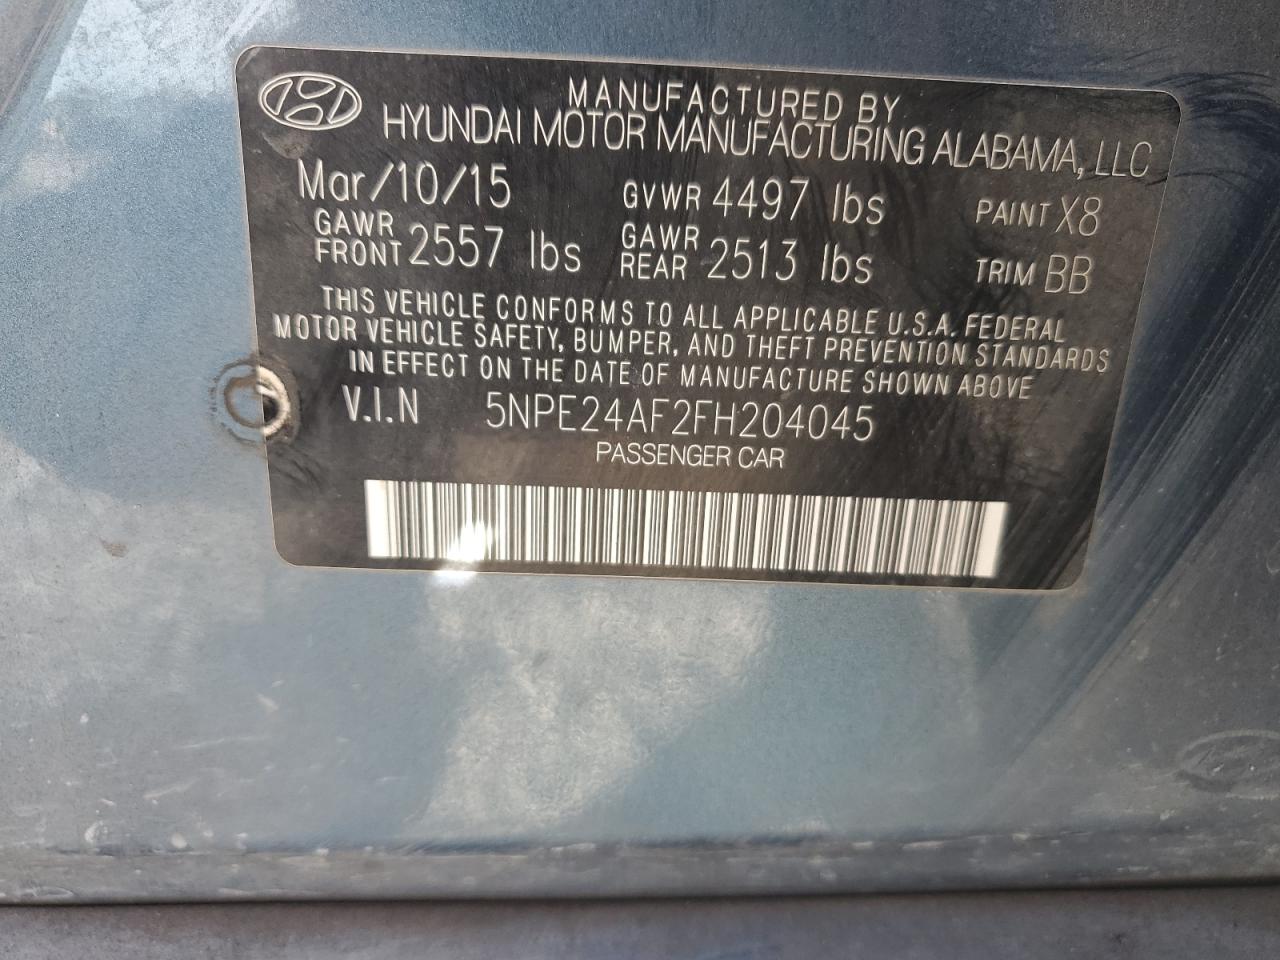 MANUFACTURED BY
HYUNDAI MOTOR MANUFACTURING ALABAMA, LLC
Mar/10/15 GVWR 4497 lbs PAINT X8
GAWR FRONT 2557 lbs GAWR REAR 2513 lbs TRIM BB
THIS VEHICLE CONFORMS TO ALL APPLICABLE U.S.A. FEDERAL
MOTOR VEHICLE SAFETY, BUMPER, AND THEFT PREVENTION STANDARDS
IN EFFECT ON THE DATE OF MANUFACTURE SHOWN ABOVE
V.I.N 5NPE24AF2FH204045
PASSENGER CAR